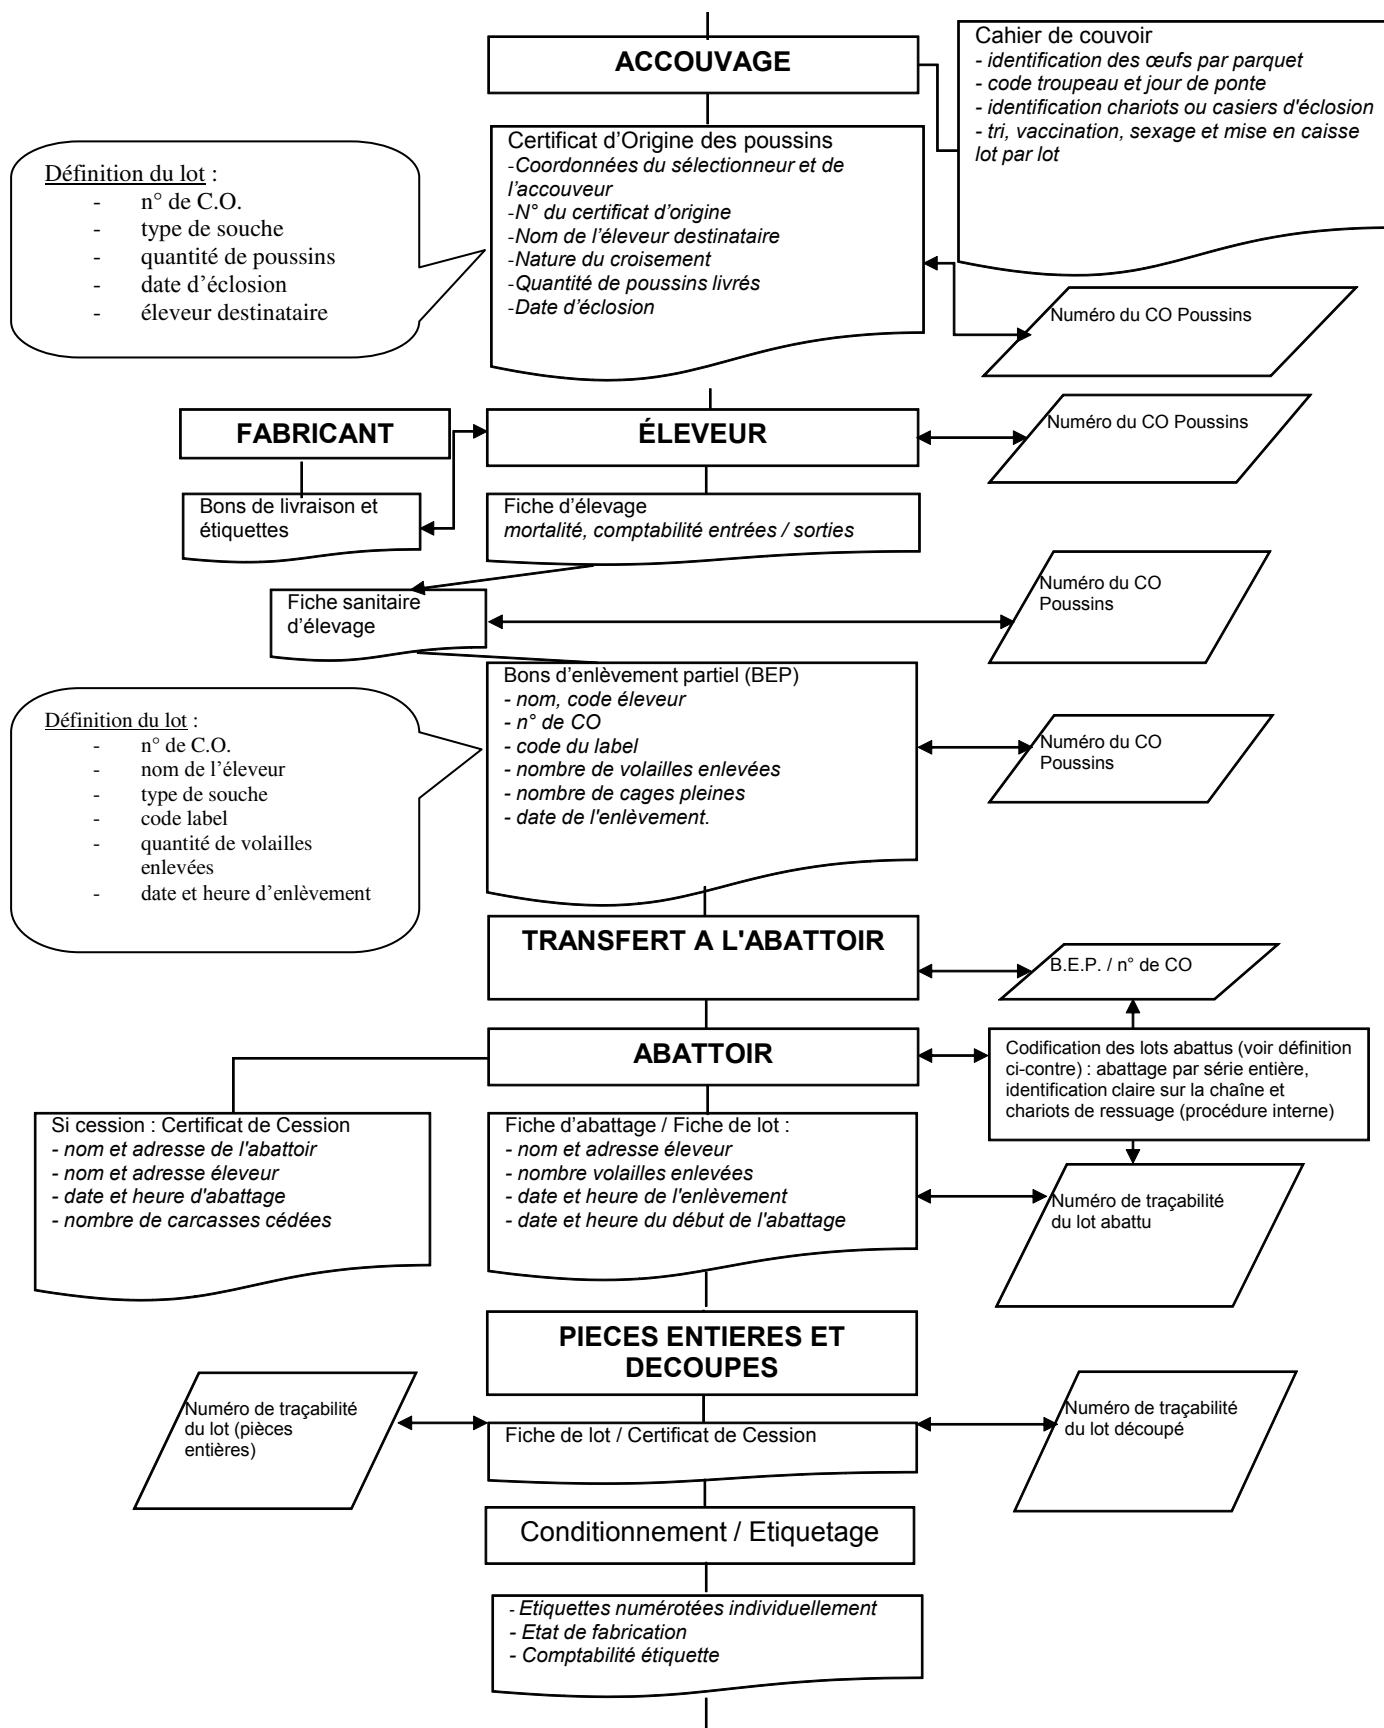 ACCOUVAGE
Cahier de couvoir
- identification des œufs par parquet
- code troupeau et jour de ponte
- identification chariots ou casiers d'éclosion
- tri, vaccination, sexage et mise en caisse
lot par lot
Certificat d’Origine des poussins
-Coordonnées du sélectionneur et de
l’accouveur
-N° du certificat d’origine
-Nom de l’éleveur destinataire
-Nature du croisement
-Quantité de poussins livrés
-Date d’éclosion
Définition du lot :
- n° de C.O.
- type de souche
- quantité de poussins
- date d’éclosion
- éleveur destinataire
Numéro du CO Poussins
FABRICANT
ÉLEVEUR
Numéro du CO Poussins
Bons de livraison et
étiquettes
Fiche d’élevage
mortalité, comptabilité entrées / sorties
Fiche sanitaire
d’élevage
Numéro du CO
Poussins
Bons d’enlèvement partiel (BEP)
- nom, code éleveur
- n° de CO
- code du label
- nombre de volailles enlevées
- nombre de cages pleines
- date de l'enlèvement.
Définition du lot :
- n° de C.O.
- nom de l’éleveur
- type de souche
- code label
- quantité de volailles
enlevées
- date et heure d’enlèvement
Numéro du CO
Poussins
TRANSFERT A L'ABATTOIR
B.E.P. / n° de CO
ABATTOIR
Codification des lots abattus (voir définition
ci-contre) : abattage par série entière,
identification claire sur la chaîne et
chariots de ressuage (procédure interne)
Si cession : Certificat de Cession
- nom et adresse de l'abattoir
- nom et adresse éleveur
- date et heure d'abattage
- nombre de carcasses cédées
Fiche d’abattage / Fiche de lot :
- nom et adresse éleveur
- nombre volailles enlevées
- date et heure de l'enlèvement
- date et heure du début de l'abattage
Numéro de traçabilité
du lot abattu
PIECES ENTIERES ET
DECOUPES
Numéro de traçabilité
du lot (pièces
entières)
Fiche de lot / Certificat de Cession
Numéro de traçabilité
du lot découpé
Conditionnement / Etiquetage
- Etiquettes numérotées individuellement
- Etat de fabrication
- Comptabilité étiquette